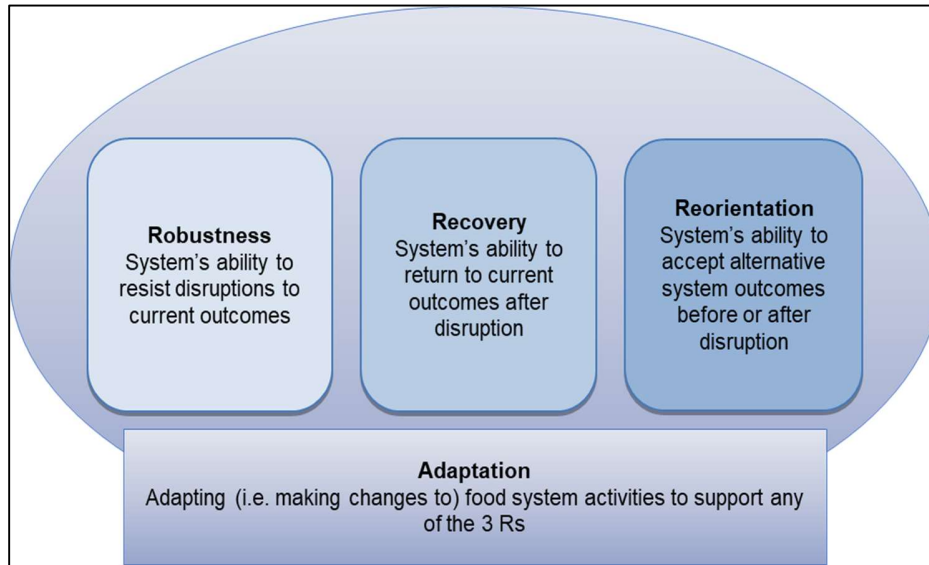 Robustness
System’s ability to
resist disruptions to
current outcomes
Recovery
System’s ability to
return to current
outcomes after
disruption
Reorientation
System’s ability to
accept alternative
system outcomes
before or after
disruption
Adaptation
Adapting (i.e. making changes to) food system activities to support any
of the 3 Rs